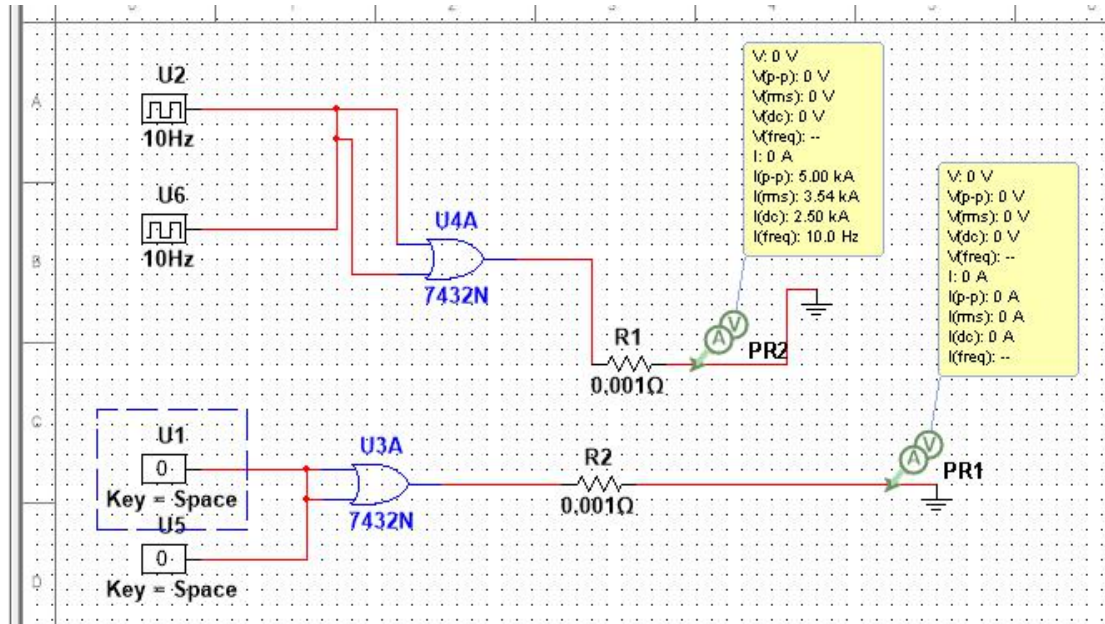 U2
10Hz
U6
10Hz
U4A
7432N
V: 0 V
V(p-p): 0 V
V(rms): 0 V
V(dc): 0 V
V(freq): --
I: 0 A
I(p-p): 5.00 kA
I(rms): 3.54 kA
I(dc): 2.50 kA
I(freq): 10.0 Hz
V: 0 V
V(p-p): 0 V
V(rms): 0 V
V(dc): 0 V
V(freq): --
I: 0 A
I(p-p): 0 A
I(rms): 0 A
I(dc): 0 A
I(freq): --
R1
0,001Ω
A
V
PR2
U1
0
Key = Space
U5
0
Key = Space
U3A
7432N
R2
0,001Ω
A
V
PR1
A
B
C
D